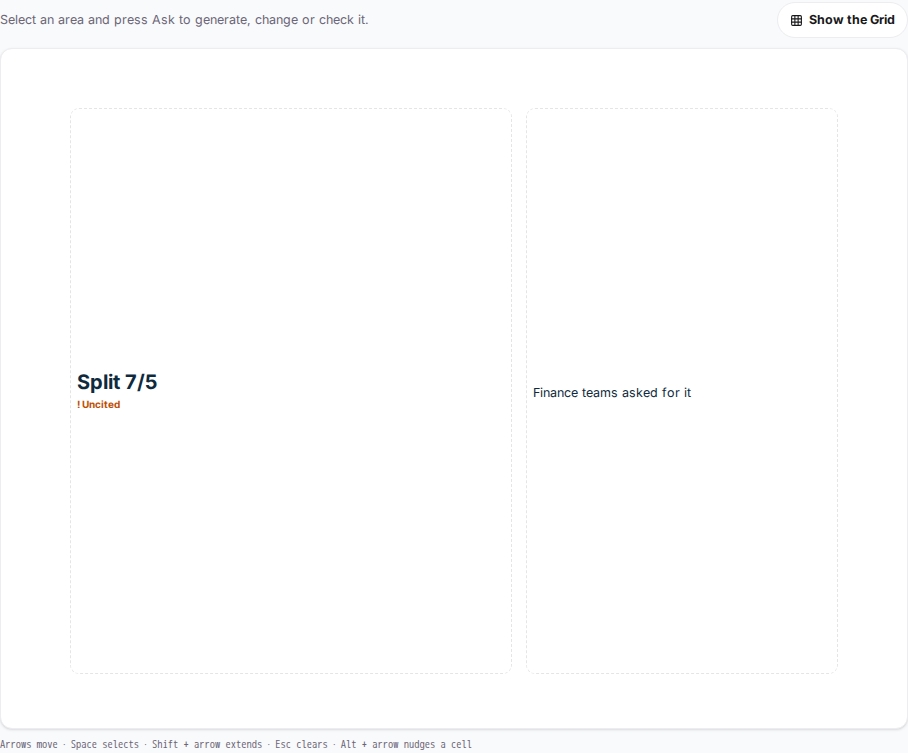 Select an area and press Ask to generate, change or check it.
Show the Grid
Split 7/5
! Uncited
Finance teams asked for it
Arrows move · Space selects · Shift + arrow extends · Esc clears · Alt + arrow nudges a cell